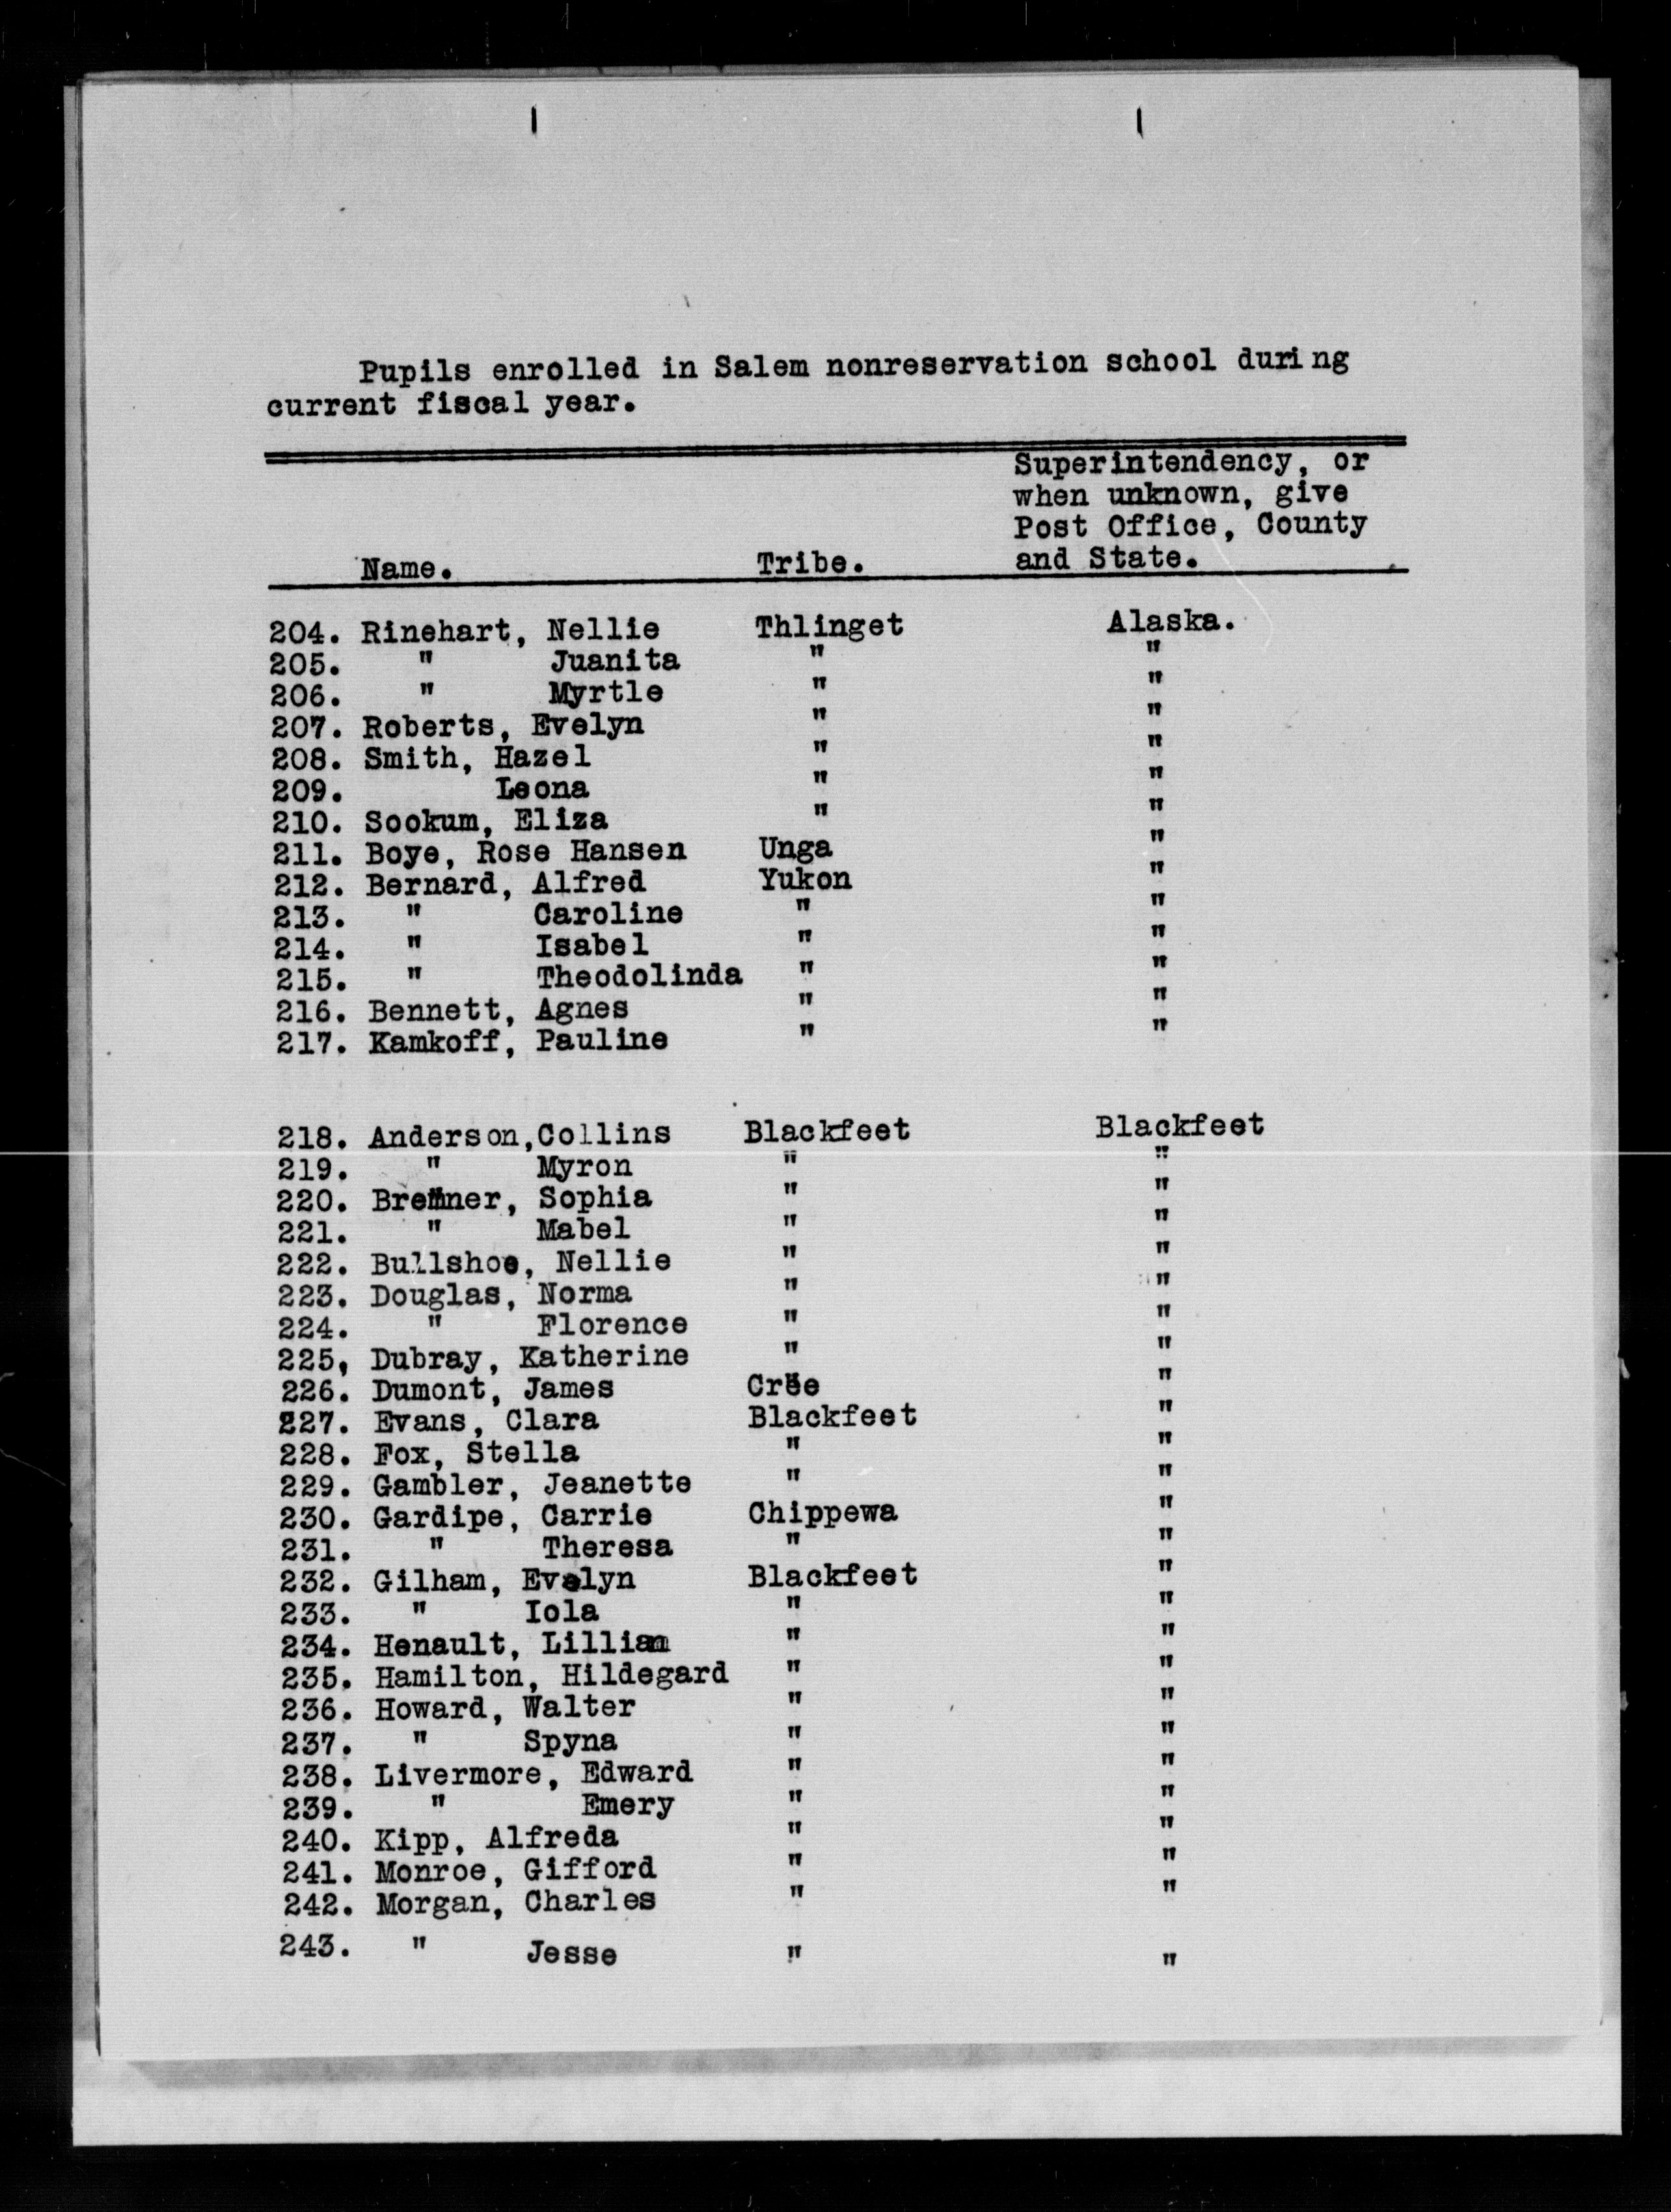 Pupils enrolled in Salem nonreservation school during
current fiscal year.
Superintendency, or
when unknown, give
Post Office, County
Name. Tribe. and State.
204. Rinehart, Nellie Thlinget Alaska.
205. " Juanita " "
206. " Myrtle " "
207. Roberts, Evelyn " "
208. Smith, Hazel " "
209. Leona " "
210. Sookum, Eliza " "
211. Boye, Rose Hansen Unga "
212. Bernard, Alfred Yukon "
213. " Caroline " "
214. " Isabel " "
215. " Theodolinda " "
216. Bennett, Agnes " "
217. Kamkoff, Pauline " "
218. Anderson,Collins Blackfeet Blackfeet
219. " Myron " "
220. Bremner, Sophia " "
221. " Mabel " "
222. Bullshoe, Nellie " "
223. Douglas, Norma " "
224. " Florence " "
225, Dubray, Katherine " "
226. Dumont, James Cree "
227. Evans, Clara Blackfeet "
228. Fox, Stella " "
229. Gambler, Jeanette " "
230. Gardipe, Carrie Chippewa "
231. " Theresa " "
232. Gilham, Evelyn Blackfeet "
233. " Iola " "
234. Henault, Lillian " "
235. Hamilton, Hildegard " "
236. Howard, Walter " "
237. " Spyna " "
238. Livermore, Edward " "
239. " Emery " "
240. Kipp, Alfreda " "
241. Monroe, Gifford " "
242. Morgan, Charles " "
243. " Jesse " "